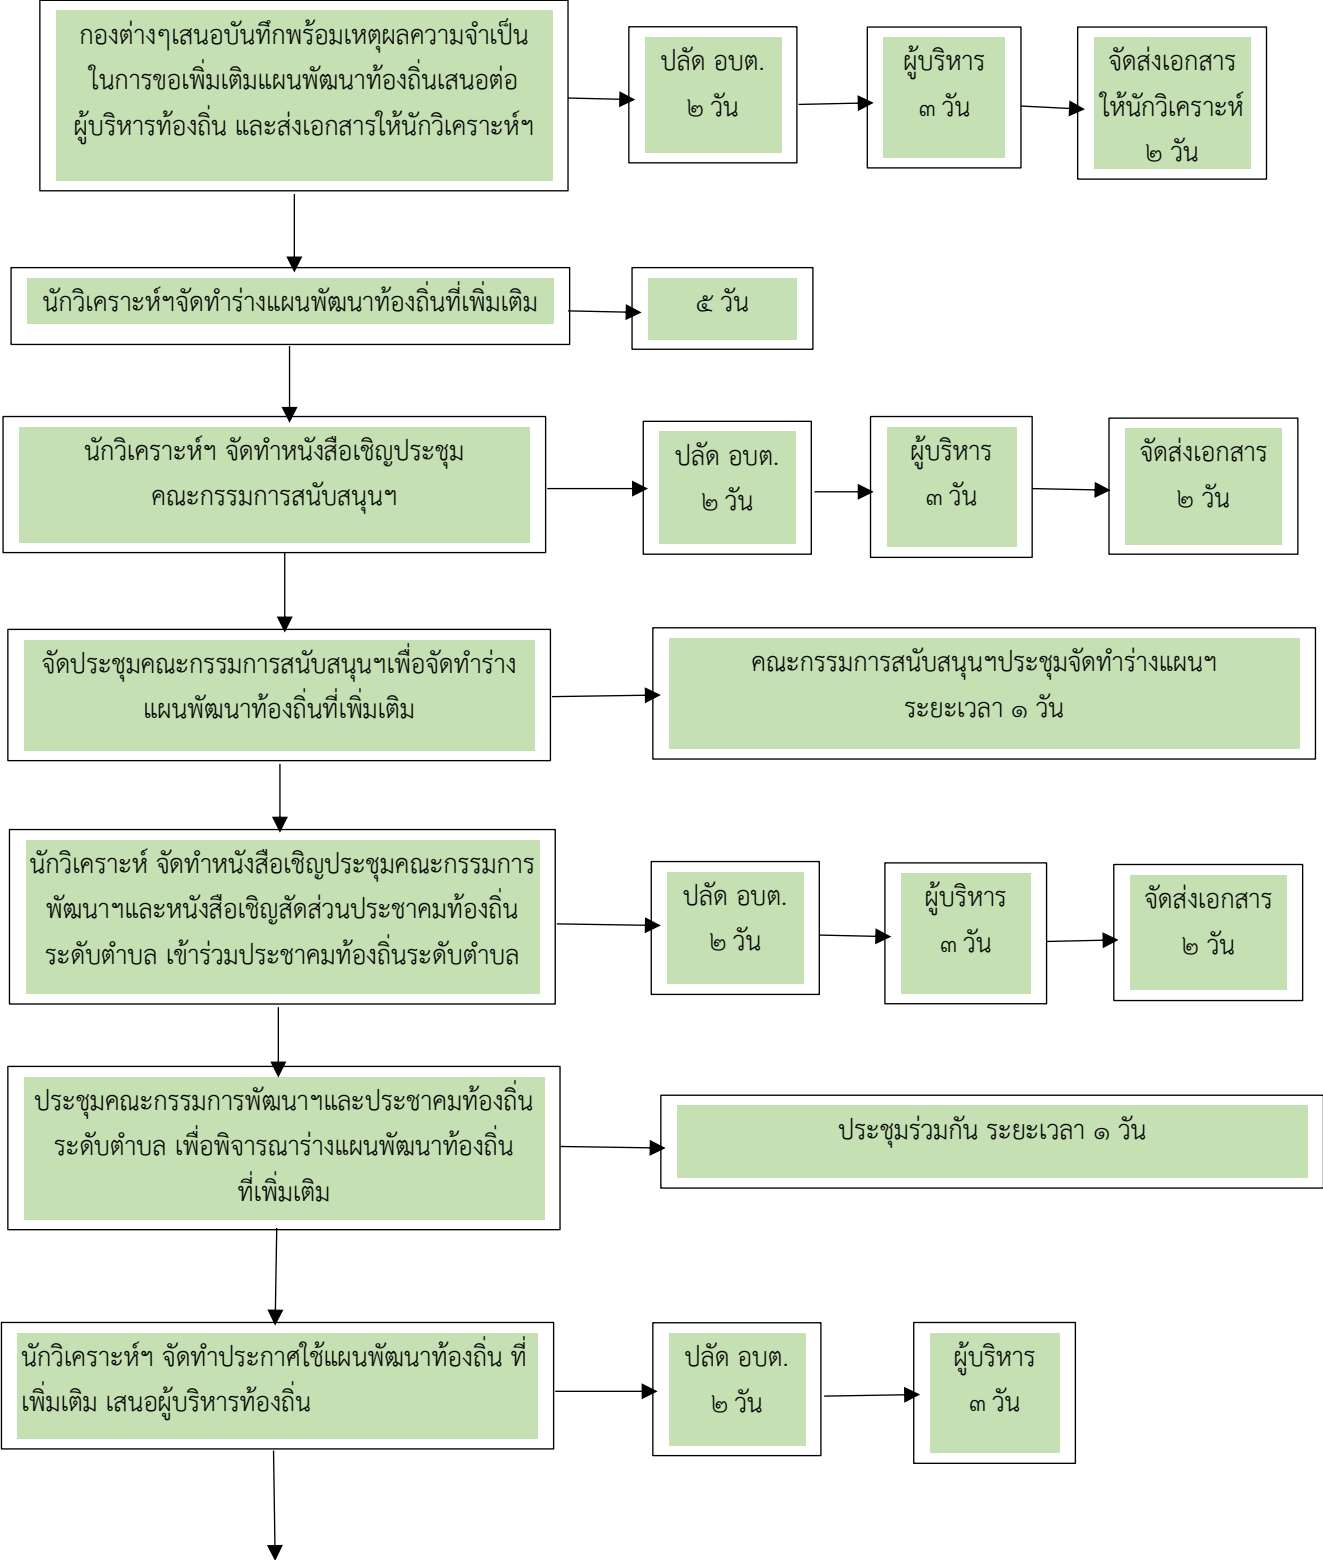 กองต่างๆเสนอบันทึกพร้อมเหตุผลความจำเป็น
ในการขอเพิ่มเติมแผนพัฒนาท้องถิ่นเสนอต่อ
ผู้บริหารท้องถิ่น และส่งเอกสารให้นักวิเคราะห์ฯ
ปลัด อบต.
๒ วัน
ผู้บริหาร
๓ วัน
จัดส่งเอกสาร
ให้นักวิเคราะห์
๒ วัน
นักวิเคราะห์ฯจัดทำร่างแผนพัฒนาท้องถิ่นที่เพิ่มเติม
๕ วัน
นักวิเคราะห์ฯ จัดทำหนังสือเชิญประชุม
คณะกรรมการสนับสนุนฯ
ปลัด อบต.
๒ วัน
ผู้บริหาร
๓ วัน
จัดส่งเอกสาร
๒ วัน
จัดประชุมคณะกรรมการสนับสนุนฯเพื่อจัดทำร่าง
แผนพัฒนาท้องถิ่นที่เพิ่มเติม
คณะกรรมการสนับสนุนฯประชุมจัดทำร่างแผนฯ
ระยะเวลา ๑ วัน
นักวิเคราะห์ จัดทำหนังสือเชิญประชุมคณะกรรมการ
พัฒนาฯและหนังสือเชิญสัดส่วนประชาคมท้องถิ่น
ระดับตำบล เข้าร่วมประชาคมท้องถิ่นระดับตำบล
ปลัด อบต.
๒ วัน
ผู้บริหาร
๓ วัน
จัดส่งเอกสาร
๒ วัน
ประชุมคณะกรรมการพัฒนาฯและประชาคมท้องถิ่น
ระดับตำบล เพื่อพิจารณาร่างแผนพัฒนาท้องถิ่น
ที่เพิ่มเติม
ประชุมร่วมกัน ระยะเวลา ๑ วัน
นักวิเคราะห์ฯ จัดทำประกาศใช้แผนพัฒนาท้องถิ่น ที่
เพิ่มเติม เสนอผู้บริหารท้องถิ่น
ปลัด อบต.
๒ วัน
ผู้บริหาร
๓ วัน